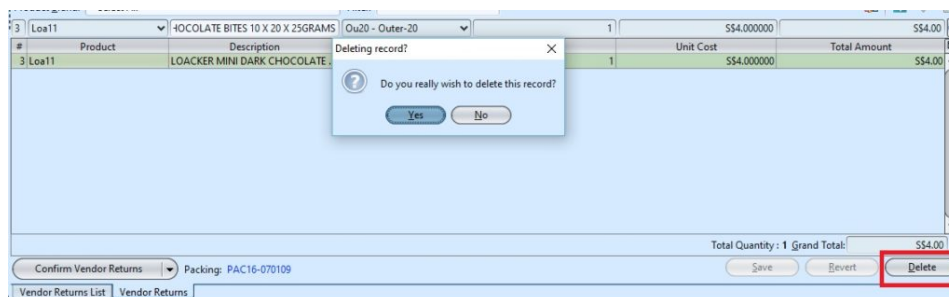 3 Loa11 HOCOLATE BITES 10 X 20 X 25GRAMS Ou20 - Outer-20 1 S$4.000000 S$4.00
# Product Description Unit Cost Total Amount
3 Loa11 LOACKER MINI DARK CHOCOLATE . 1 S$4.000000 S$4.00
Deleting record?
Do you really wish to delete this record?
Yes No
Total Quantity : 1 Grand Total: S$4.00
Confirm Vendor Returns Packing: PAC16-070109 Save Revert Delete
Vendor Returns List Vendor Returns